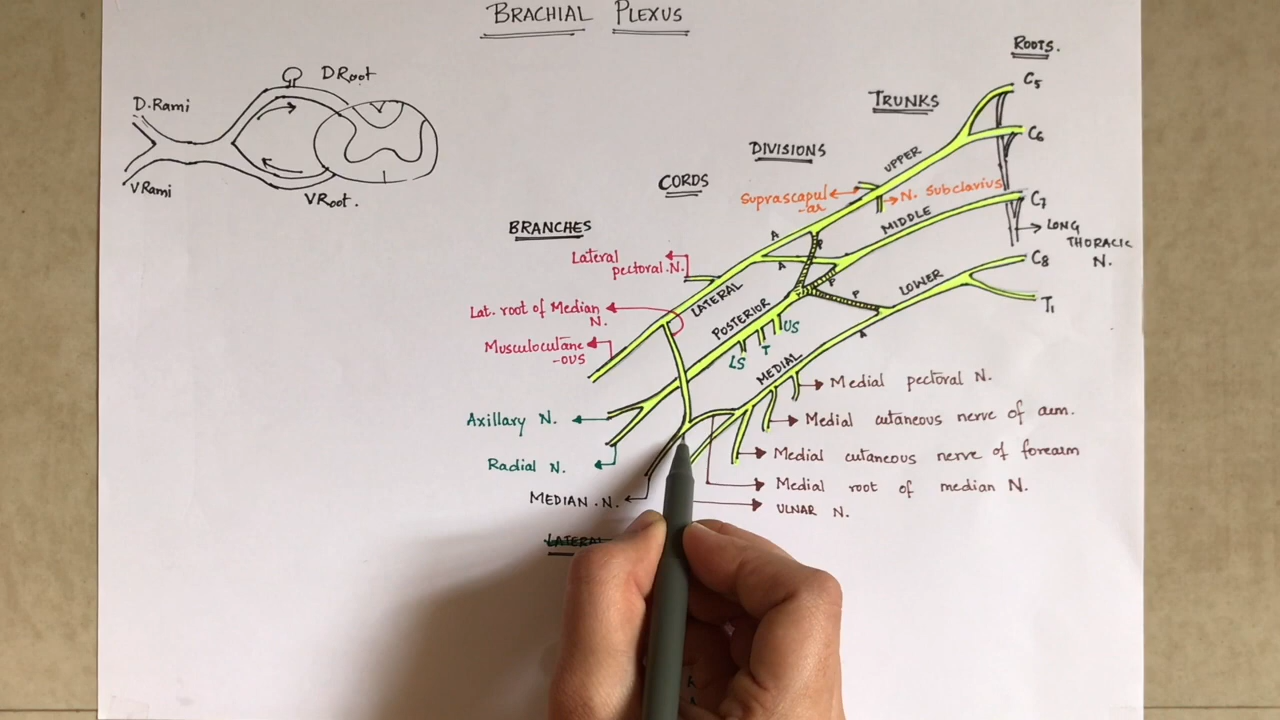 BRACHIAL PLEXUS
ROOTS.
D Root
C5
TRUNKS
D.Rami
C6
DIVISIONS
UPPER
CORDS
V Rami
Suprascapul
-ar
N. Subclavius
C7
VRoot.
MIDDLE
BRANCHES
LONG
THORACIC
N.
A
P
Lateral
pectoral.N.
A
C8
P
LOWER
P
LATERAL
T1
Lat. root of Median
N.
POSTERIOR
US
Musculocutane
-ous
T
LS
A
MEDIAL
Medial pectoral N.
Axillary N.
Medial cutaneous nerve of arm.
Medial cutaneous nerve of forearm
Radial N.
Medial root of median N.
MEDIAN.N.
ULNAR N.
LATERAL